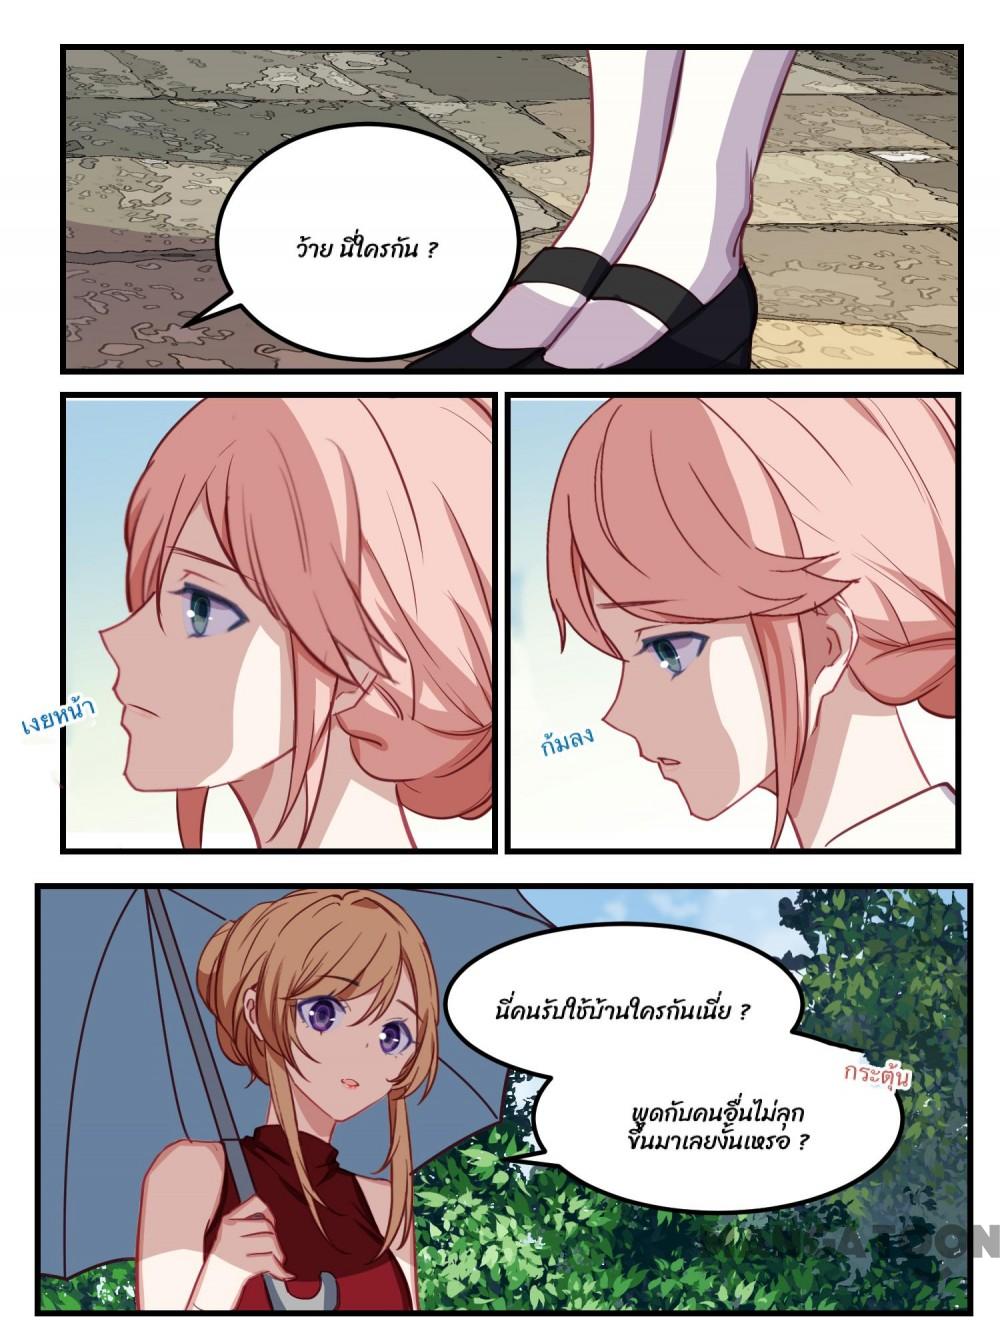 ว้าย นี่ใครกัน ?
เงยหน้า
ก้มลง
นี่คนรับใช้บ้านใครกันเนี่ย ?
กระตุ้น
พูดกับคนอื่นไม่ลุก
ขึ้นมาเลยงั้นเหรอ ?
MANGATOON